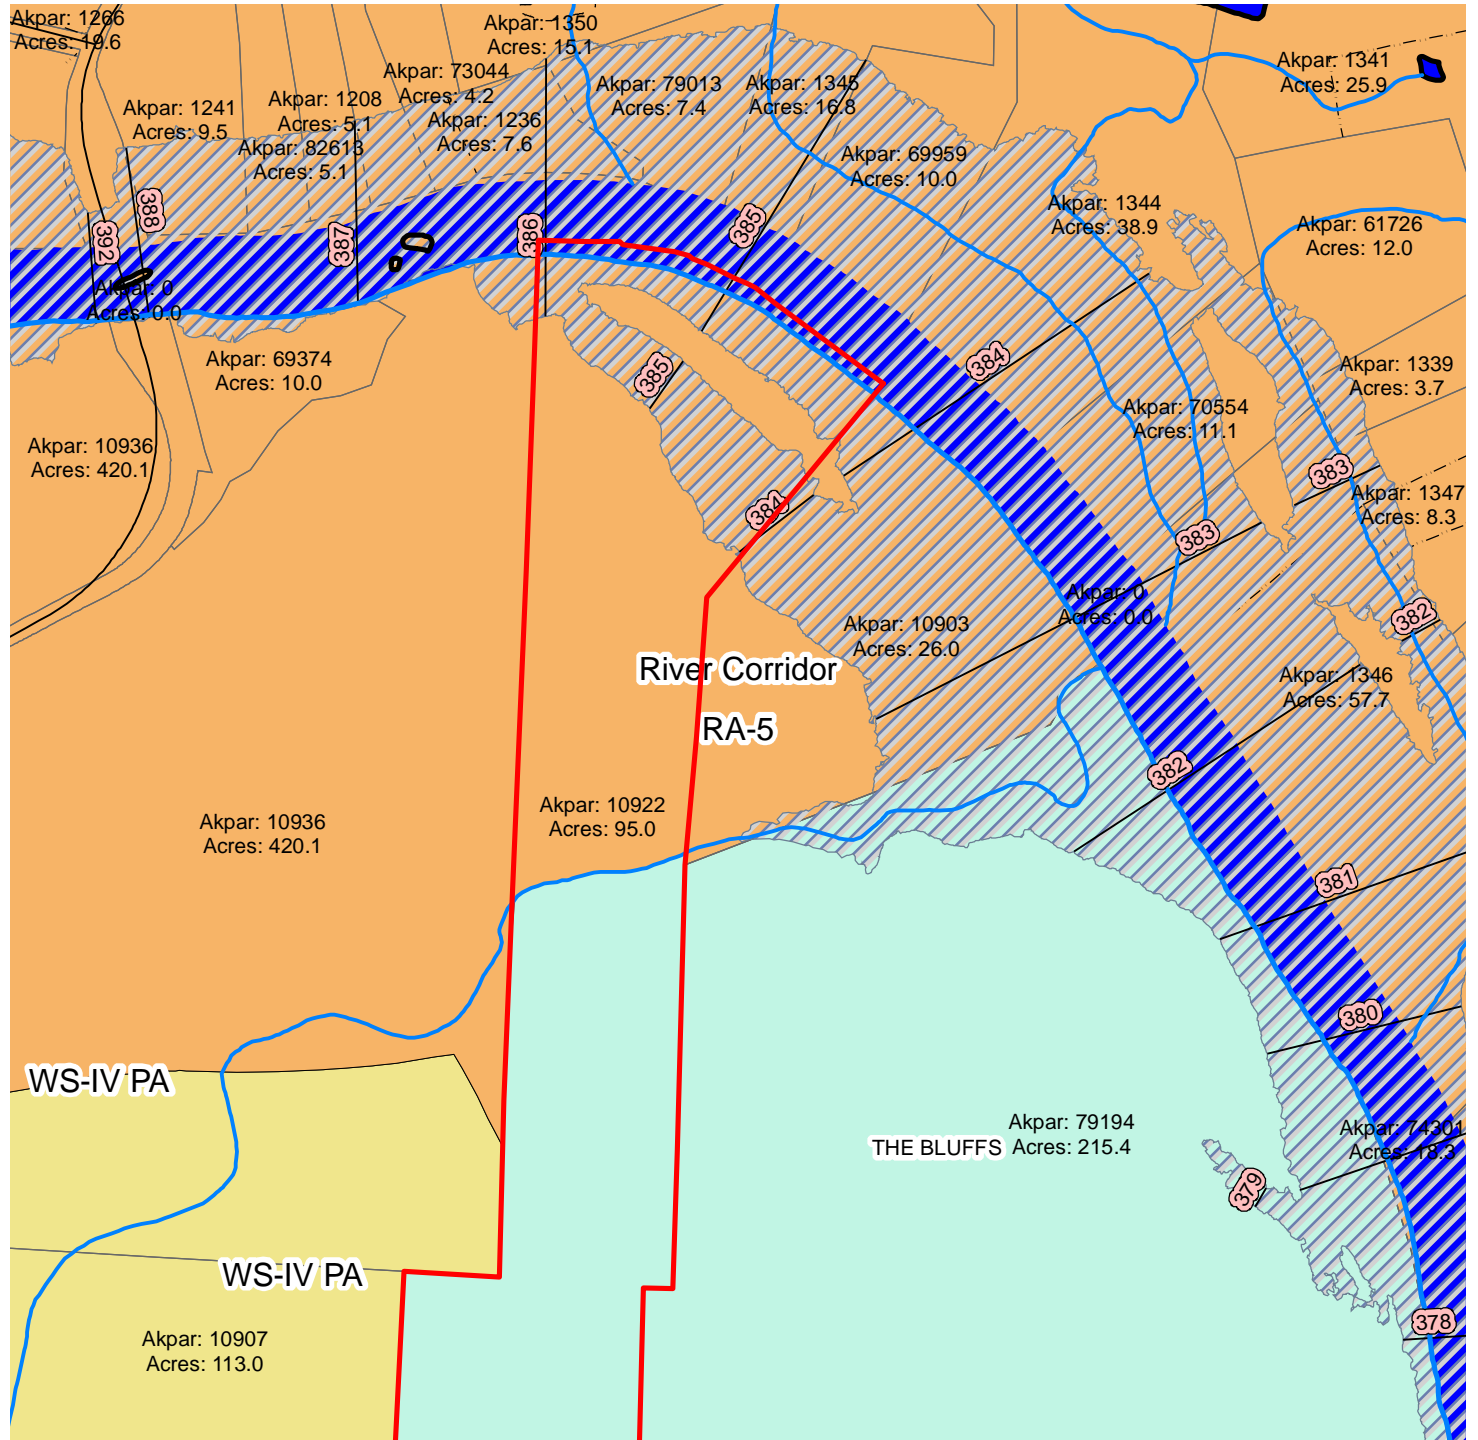 Akpar: 1266
Acres: 19.6
Akpar: 1350
Acres: 15.1
Akpar: 73044
Acres: 4.2
Akpar: 79013
Acres: 7.4
Akpar: 1345
Acres: 16.8
Akpar: 1341
Acres: 25.9
Akpar: 1241
Acres: 9.5
Akpar: 1208
Acres: 5.1
Akpar: 1236
Acres: 7.6
Akpar: 82613
Acres: 5.1
Akpar: 69959
Acres: 10.0
Akpar: 1344
Acres: 38.9
Akpar: 61726
Acres: 12.0
392
388
387
386
385
Akpar: 0
Acres: 0.0
Akpar: 69374
Acres: 10.0
385
384
Akpar: 1339
Acres: 3.7
Akpar: 70554
Acres: 11.1
Akpar: 10936
Acres: 420.1
383
384
Akpar: 1347
Acres: 8.3
383
Akpar: 0
Acres: 0.0
382
Akpar: 10903
Acres: 26.0
River Corridor
RA-5
Akpar: 1346
Acres: 57.7
382
Akpar: 10936
Acres: 420.1
Akpar: 10922
Acres: 95.0
381
380
WS-IV PA
THE BLUFFS
Akpar: 79194
Acres: 215.4
Akpar: 74301
Acres: 18.3
379
WS-IV PA
378
Akpar: 10907
Acres: 113.0